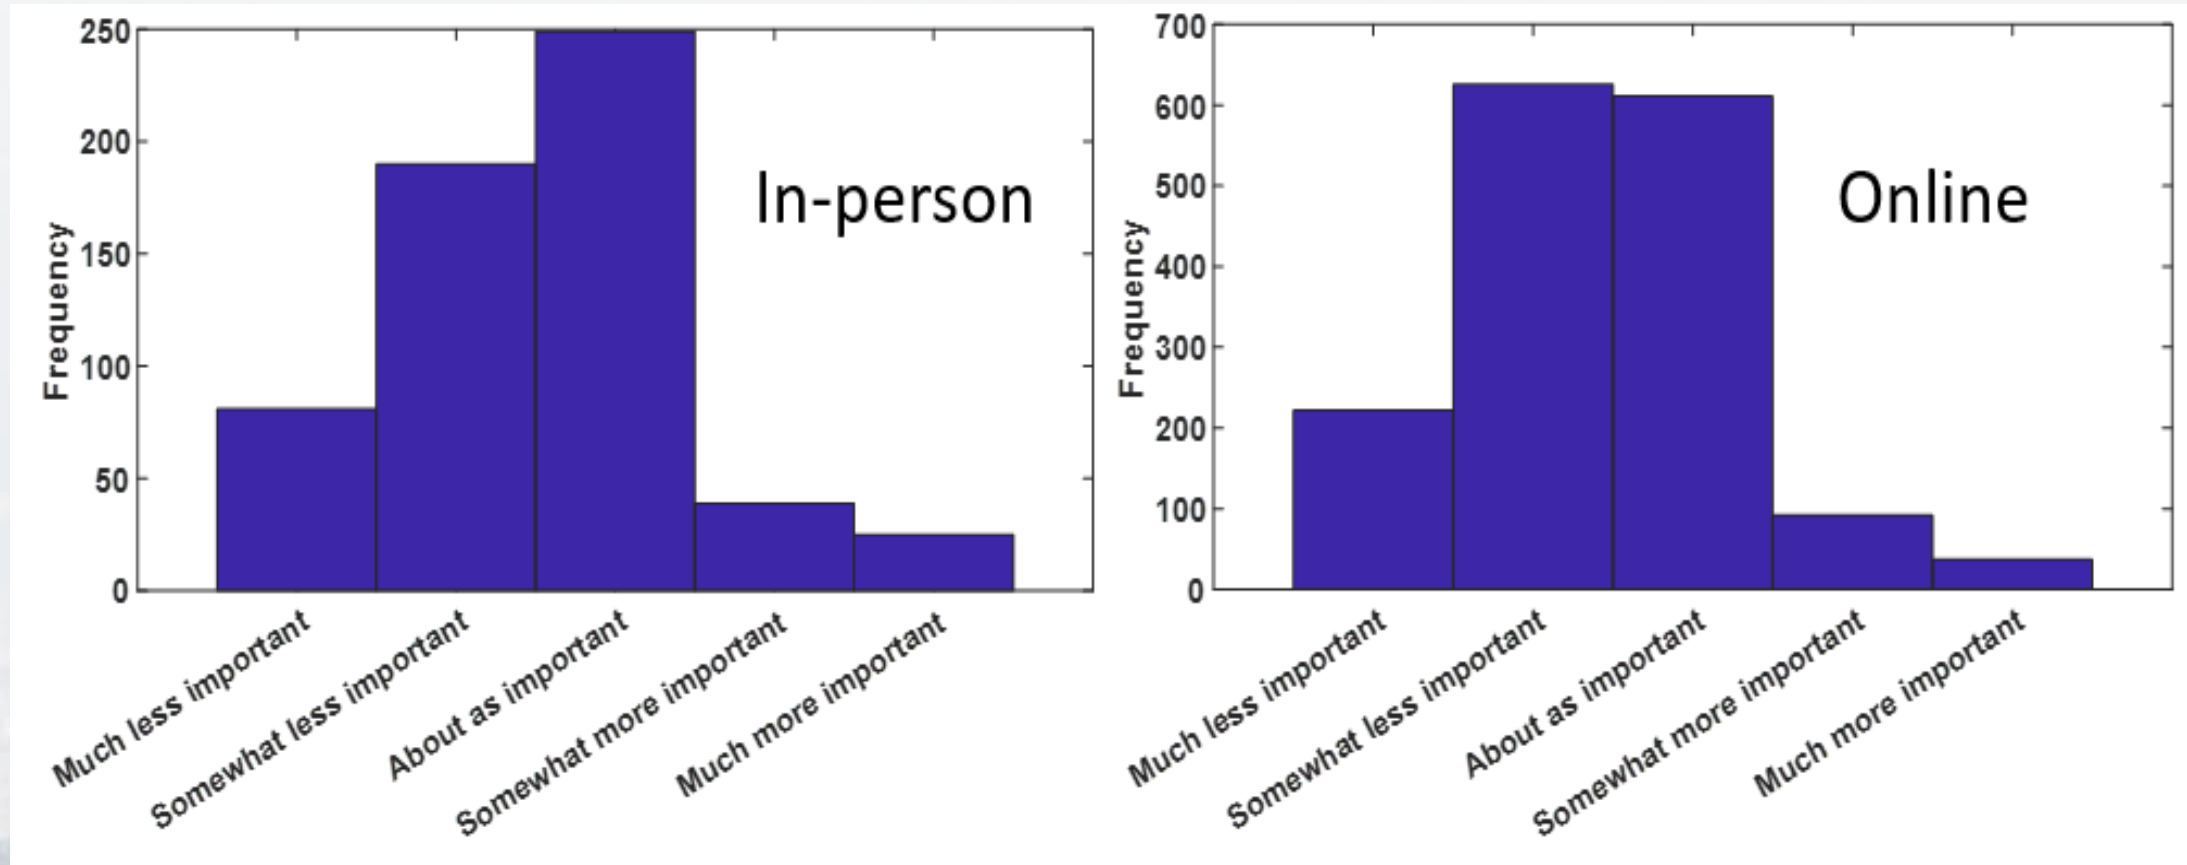 250
200
150
100
50
0
Frequency
In-person
Much less important
Somewhat less important
About as important
Somewhat more important
Much more important
700
600
500
400
300
200
100
0
Frequency
Online
Much less important
Somewhat less important
About as important
Somewhat more important
Much more important